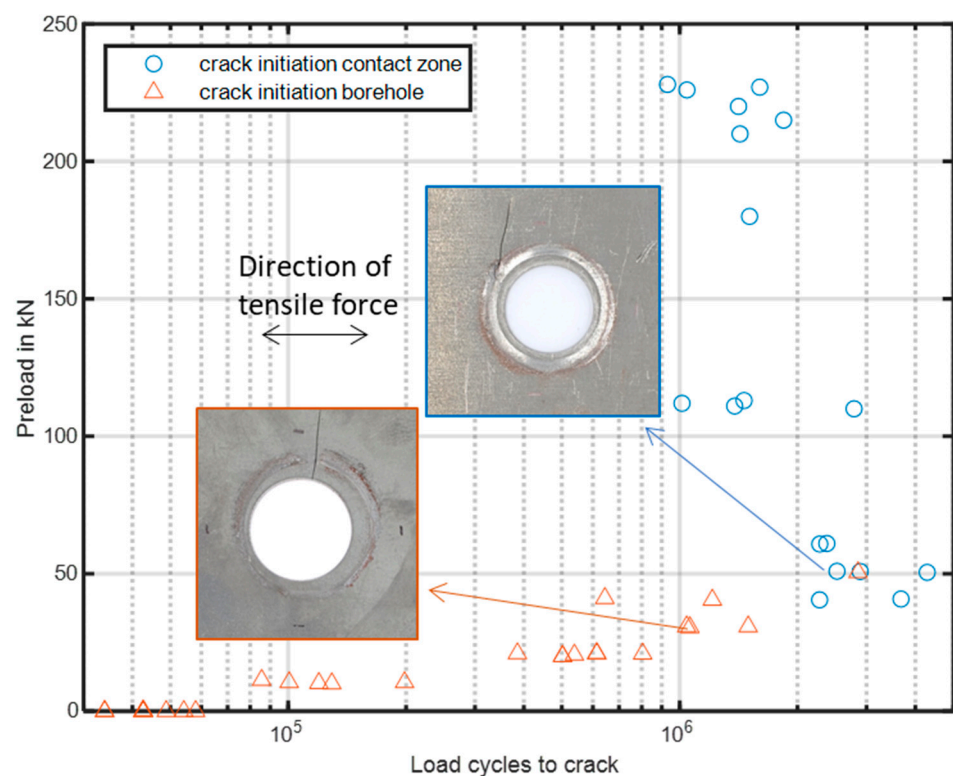 250
200
150
100
50
0
Preload in kN
crack initiation contact zone
crack initiation borehole
Direction of
tensile force
10^5
10^6
Load cycles to crack